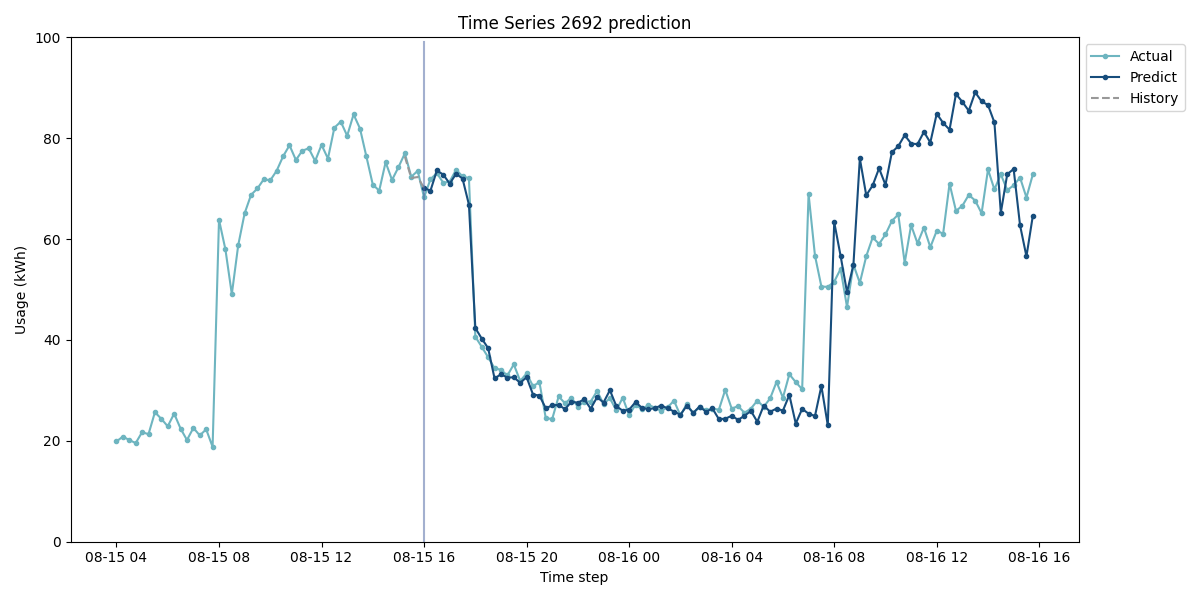 Time Series 2692 prediction
Usage (kWh)
100
80
60
40
20
0
08-15 04
08-15 08
08-15 12
08-15 16
08-15 20
08-16 00
08-16 04
08-16 08
08-16 12
08-16 16
Time step
Actual
Predict
History